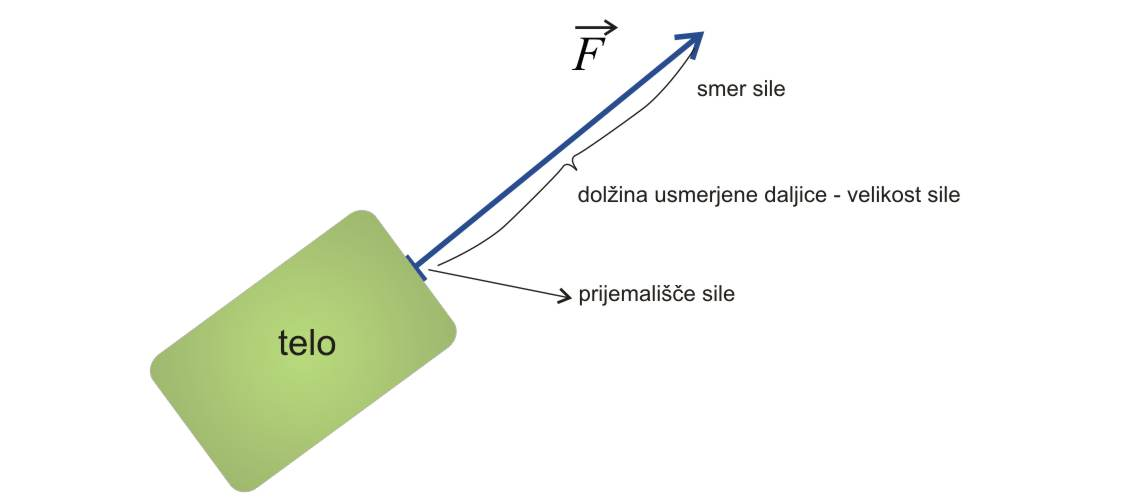 F
smer sile
dolžina usmerjene daljice - velikost sile
prijemališče sile
telo